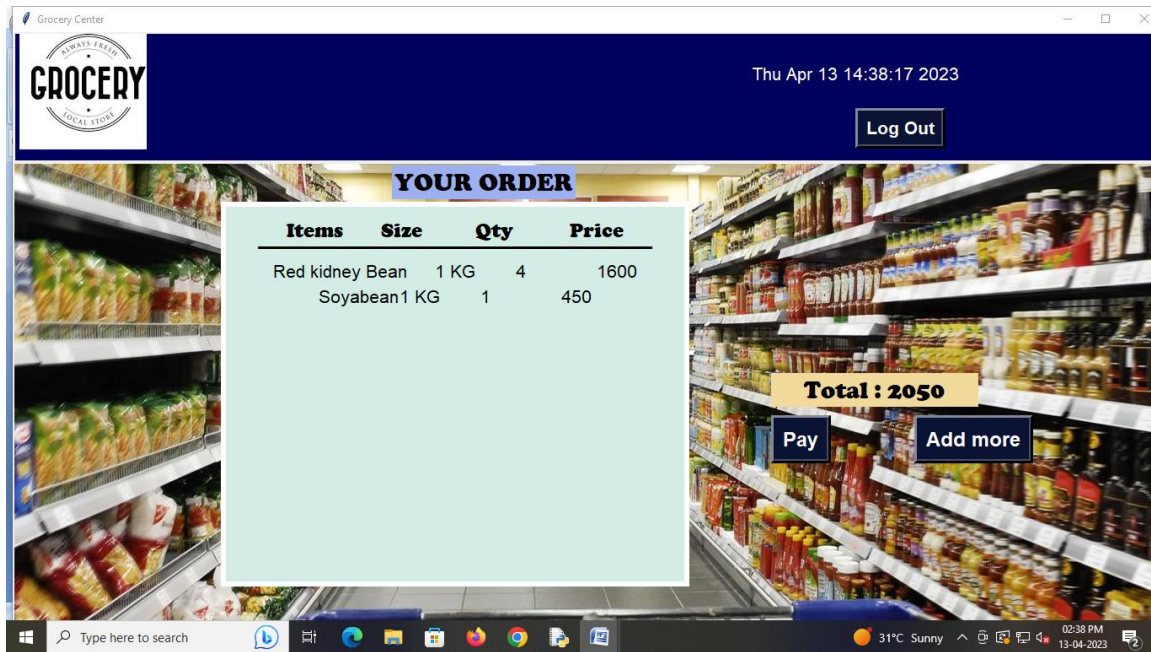 Grocery Center
ALWAYS FRESH
GROCERY
LOCAL STORE
Thu Apr 13 14:38:17 2023
Log Out
YOUR ORDER
Items Size Qty Price
Red kidney Bean 1 KG 4 1600
Soyabean1 KG 1 450
Total : 2050
Pay Add more
Type here to search
31°C Sunny
02:38 PM
13-04-2023
2